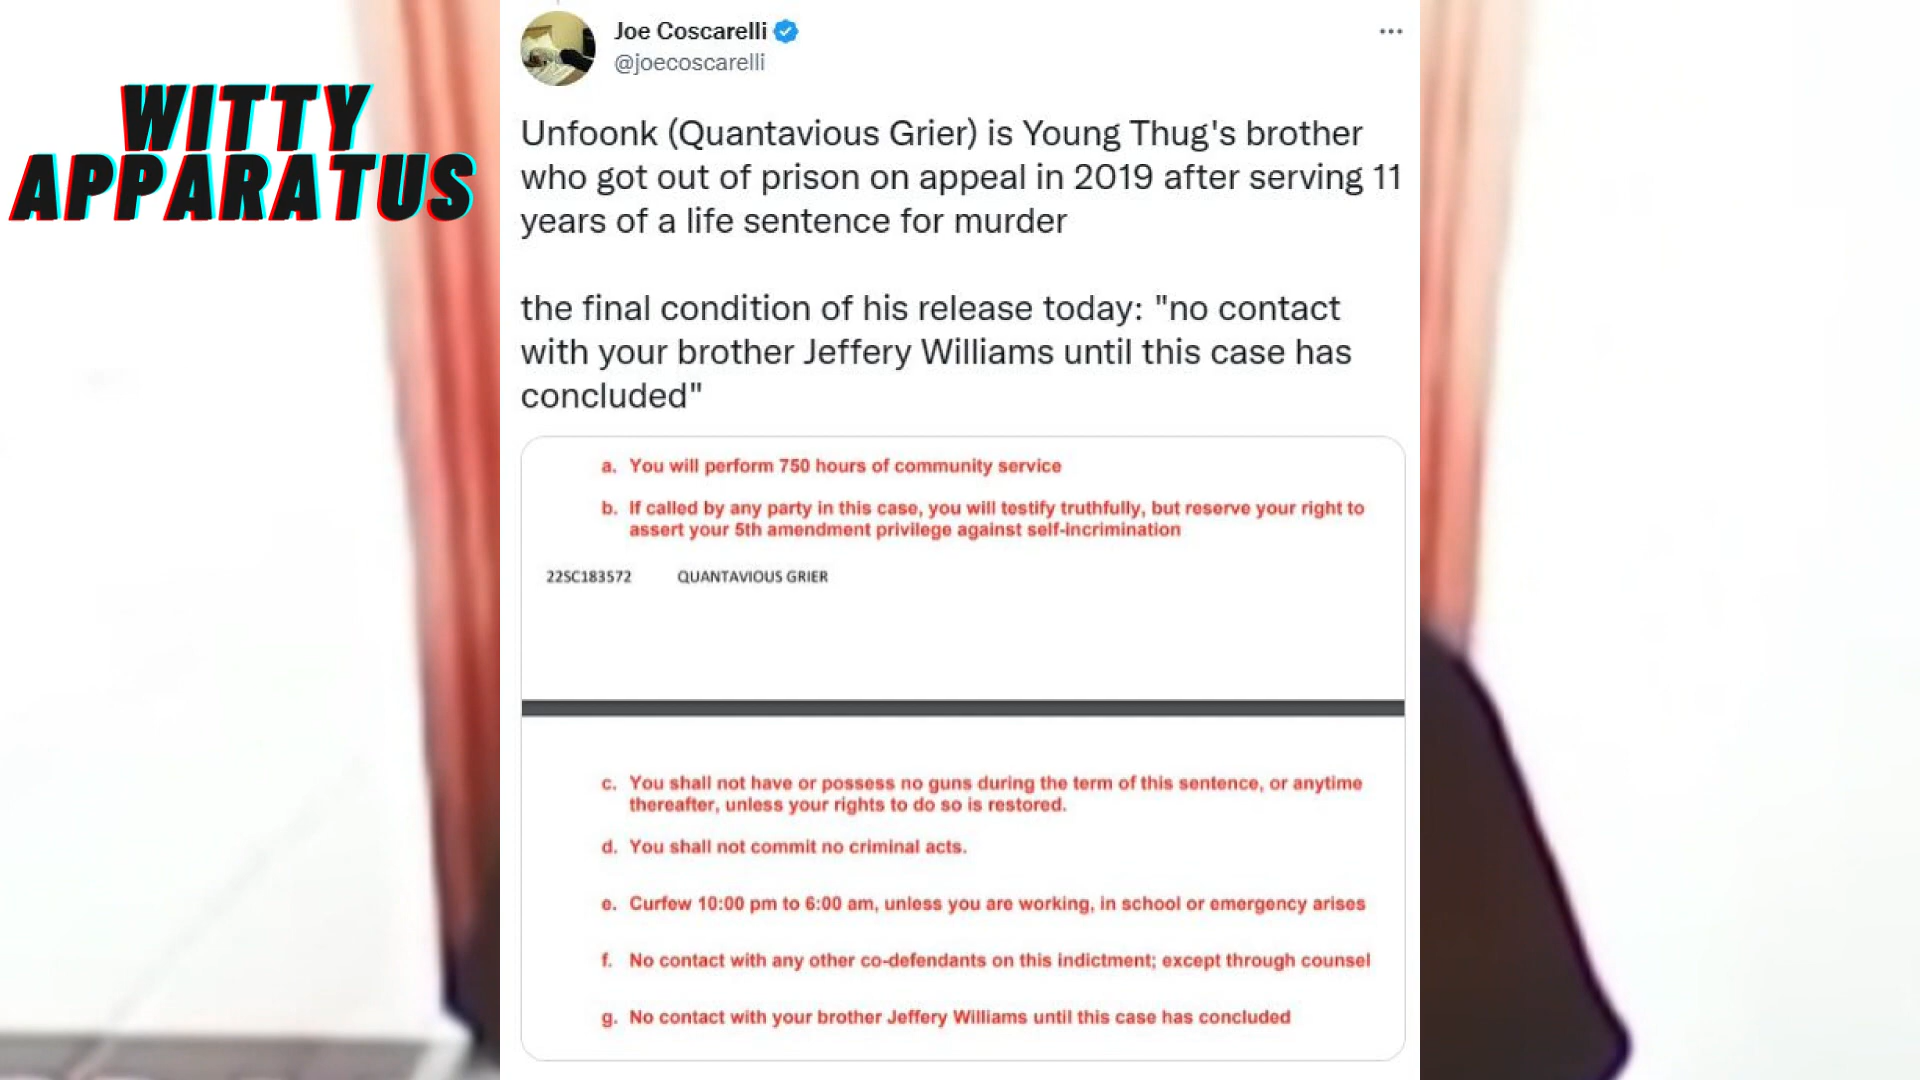 WITTY
APPARATUS
Joe Coscarelli
@joecoscarelli
Unfoonk (Quantavious Grier) is Young Thug's brother
who got out of prison on appeal in 2019 after serving 11
years of a life sentence for murder
the final condition of his release today: "no contact
with your brother Jeffery Williams until this case has
concluded"
a. You will perform 750 hours of community service
b. If called by any party in this case, you will testify truthfully, but reserve your right to
assert your 5th amendment privilege against self-incrimination
22SC183572 QUANTAVIOUS GRIER
c. You shall not have or possess no guns during the term of this sentence, or anytime
thereafter, unless your rights to do so is restored.
d. You shall not commit no criminal acts.
e. Curfew 10:00 pm to 6:00 am, unless you are working, in school or emergency arises
f. No contact with any other co-defendants on this indictment; except through counsel
g. No contact with your brother Jeffery Williams until this case has concluded